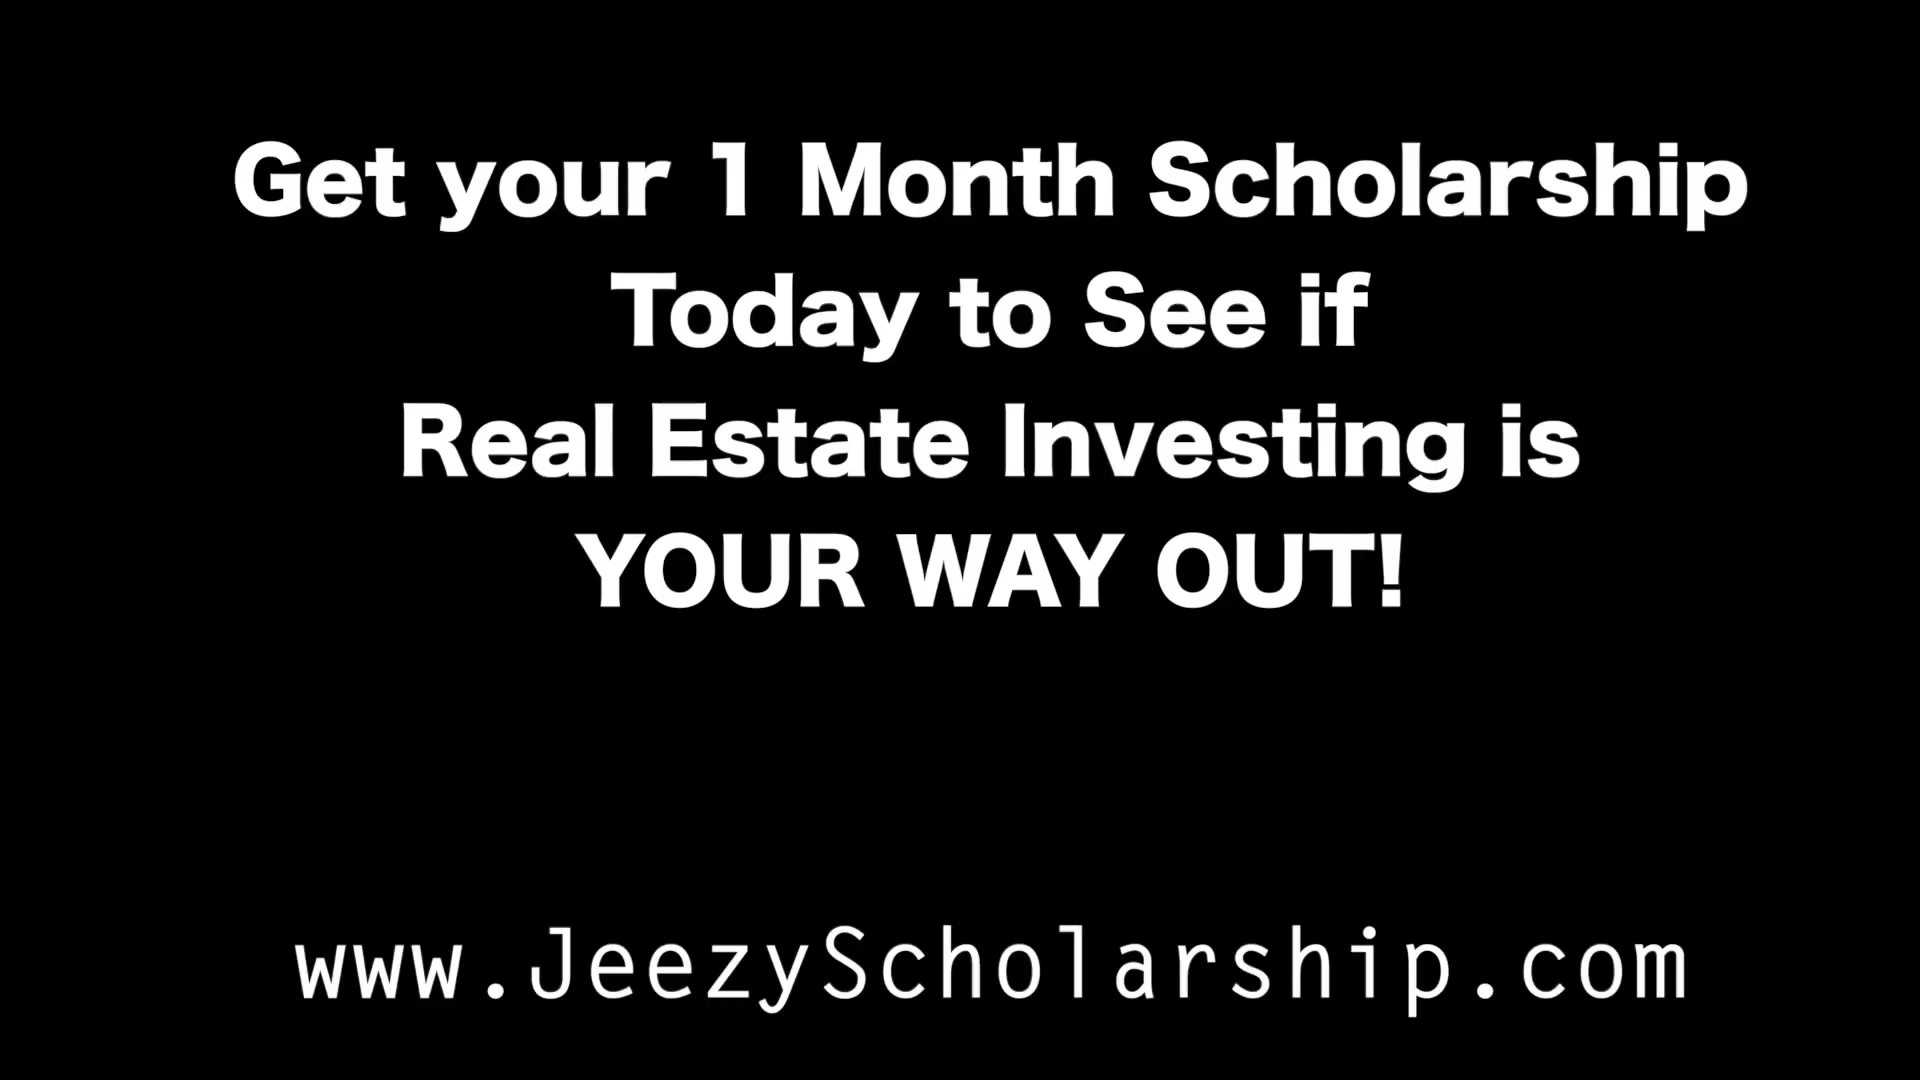 Get your 1 Month Scholarship
Today to See if
Real Estate Investing is
YOUR WAY OUT!
www.JeezyScholarship.com